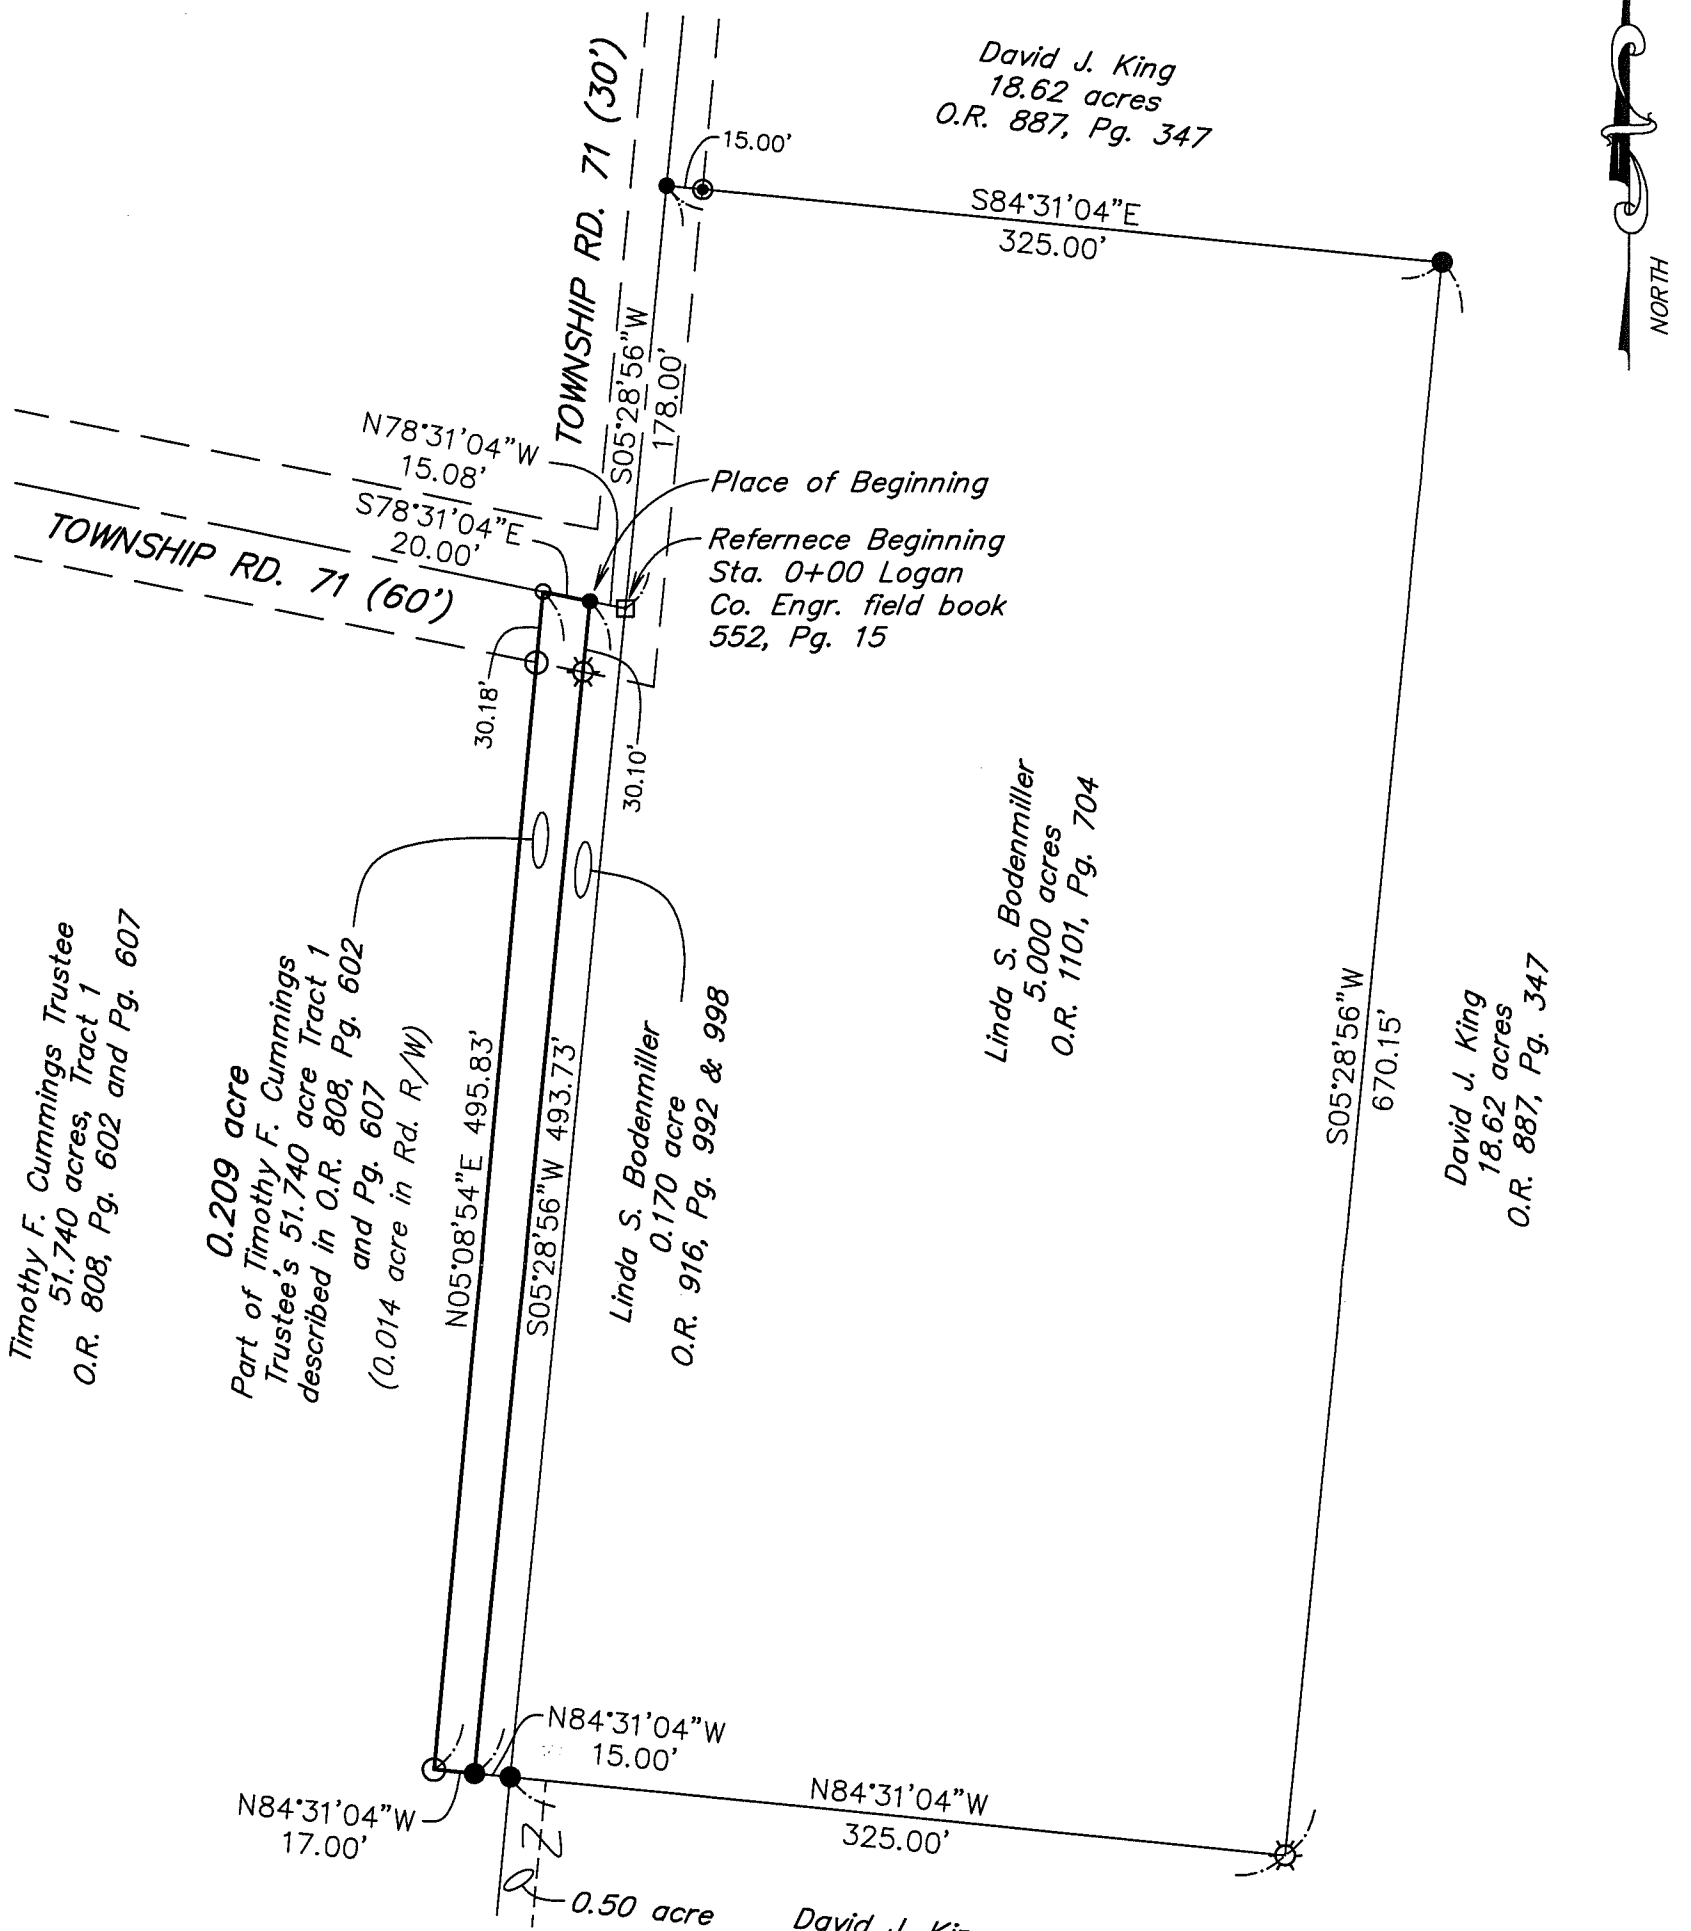 David J. King
18.62 acres
O.R. 887, Pg. 347
NORTH
TOWNSHIP RD. 71 (30')
15.00'
S84°31'04"E
325.00'
S05°28'56"W
178.00'
N78°31'04"W
15.08'
S78°31'04"E
20.00'
TOWNSHIP RD. 71 (60')
Place of Beginning
Refernece Beginning
Sta. 0+00 Logan
Co. Engr. field book
552, Pg. 15
30.18'
30.10'
Timothy F. Cummings Trustee
51.740 acres, Tract 1
O.R. 808, Pg. 602 and Pg. 607
0.209 acre
Part of Timothy F. Cummings
Trustee's 51.740 acre Tract 1
described in O.R. 808, Pg. 602
and Pg. 607
(0.014 acre in Rd. R/W)
N05°08'54"E 495.83'
S05°28'56"W 493.73'
Linda S. Bodenmiller
0.170 acre
O.R. 916, Pg. 992 & 998
Linda S. Bodenmiller
5.000 acres
O.R. 1101, Pg. 704
S05°28'56"W
670.15'
David J. King
18.62 acres
O.R. 887, Pg. 347
N84°31'04"W
15.00'
N84°31'04"W
17.00'
N84°31'04"W
325.00'
0.50 acre
David J.